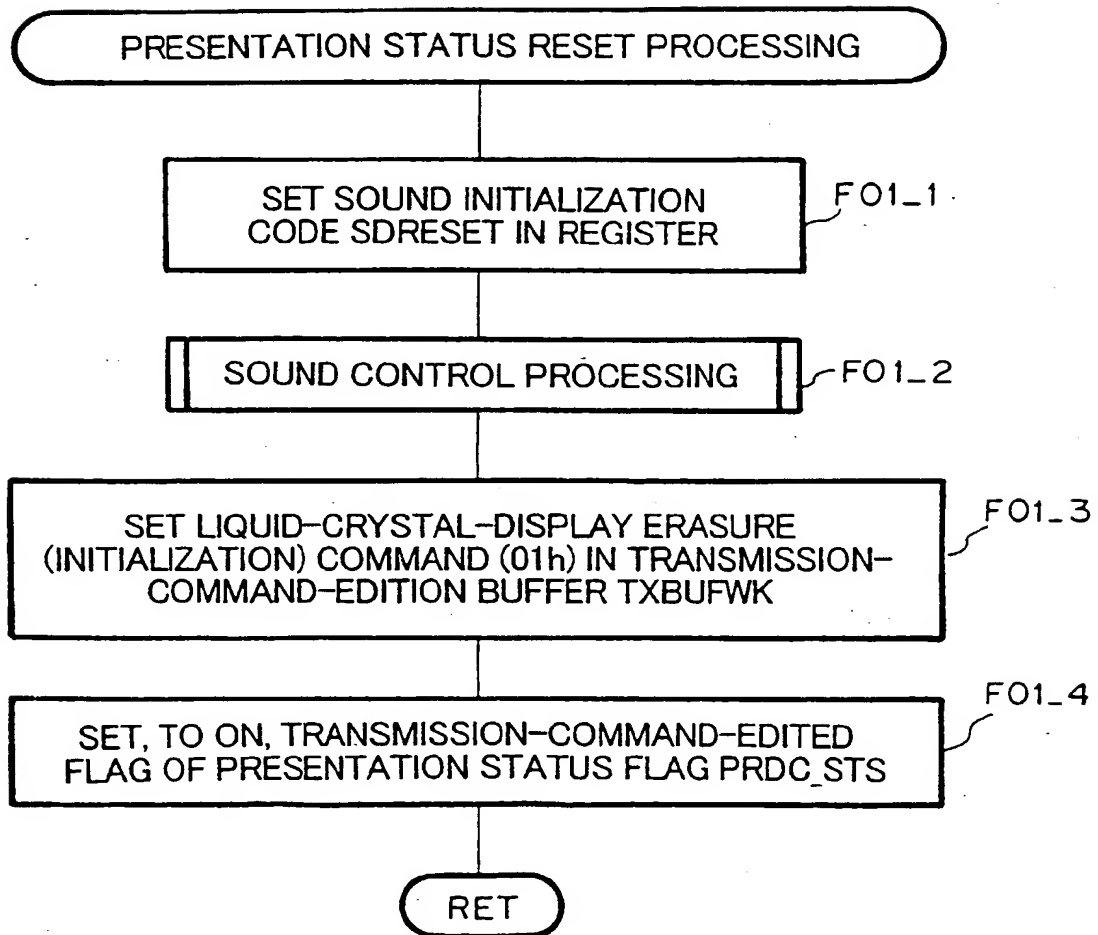 PRESENTATION STATUS RESET PROCESSING
SET SOUND INITIALIZATION
CODE SDRESET IN REGISTER
F01_1
SOUND CONTROL PROCESSING
F01_2
SET LIQUID-CRYSTAL-DISPLAY ERASURE
(INITIALIZATION) COMMAND (01h) IN TRANSMISSION-
COMMAND-EDITION BUFFER TXBUFWK
F01_3
SET, TO ON, TRANSMISSION-COMMAND-EDITED
FLAG OF PRESENTATION STATUS FLAG PRDC_STS
F01_4
RET